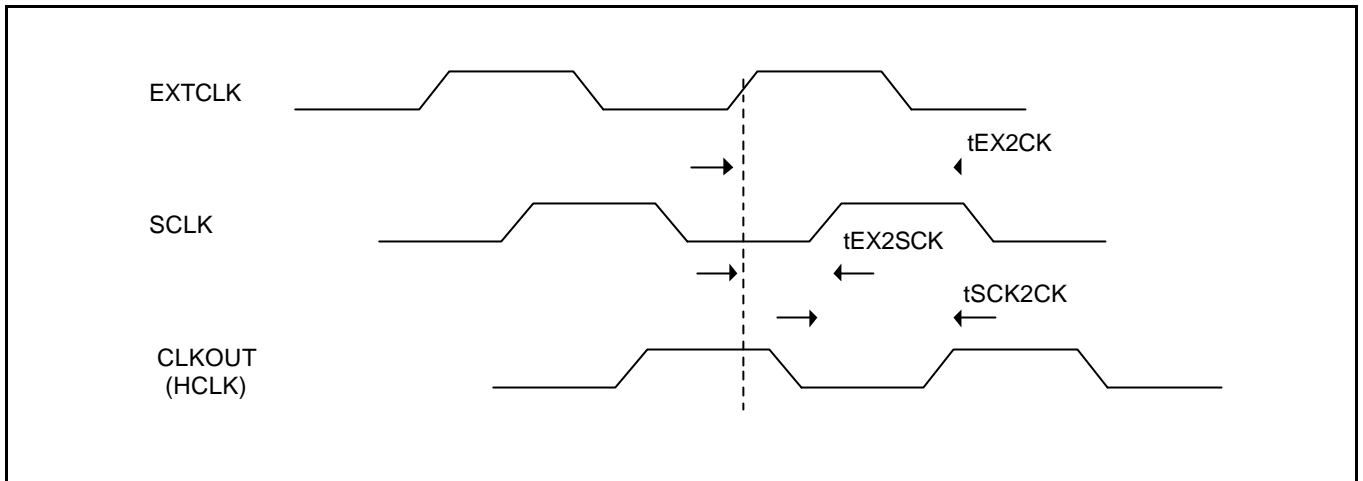 EXTCLK
tEX2CK
SCLK
tEX2SCK
tSCK2CK
CLKOUT
(HCLK)